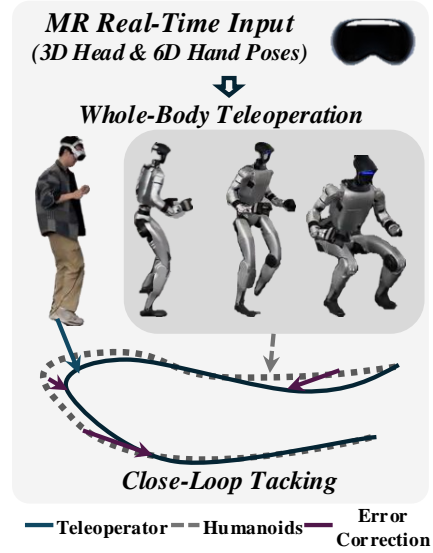 MR Real-Time Input
(3D Head & 6D Hand Poses)
Whole-Body Teleoperation
Close-Loop Tacking
Teleoperator Humanoids Error
Correction